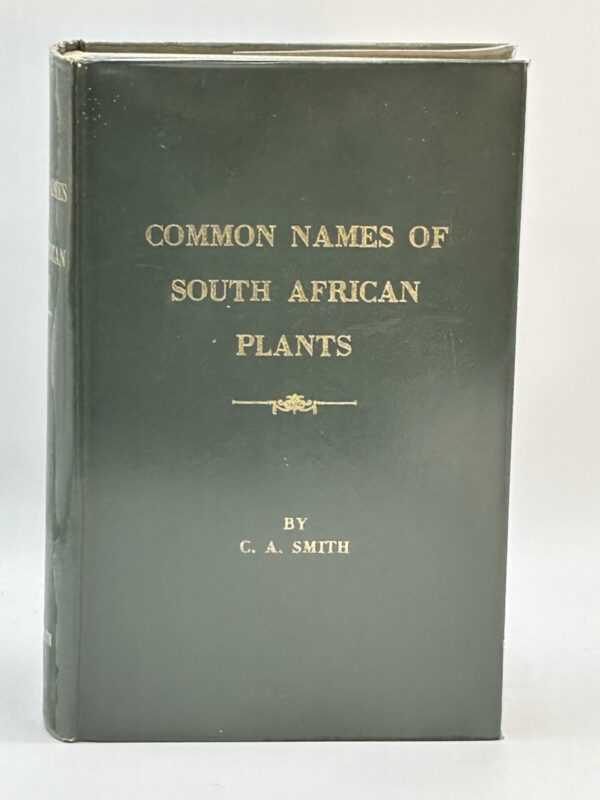 COMMON NAMES OF
SOUTH AFRICAN
PLANTS
BY
C. A. SMITH